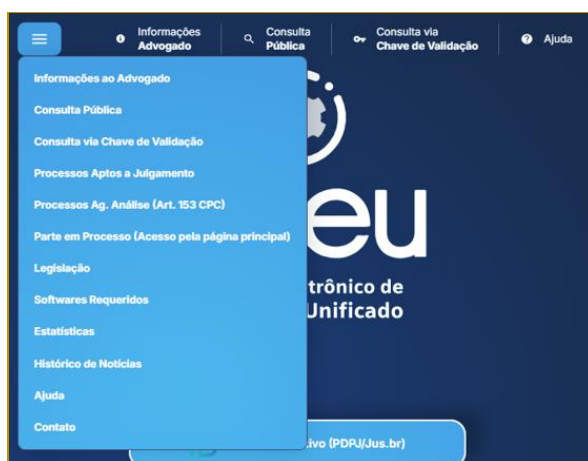 Informações
Advogado
Consulta
Pública
Consulta via
Chave de Validação
Ajuda
Informações ao Advogado
Consulta Pública
Consulta via Chave de Validação
Processos Aptos a Julgamento
Processos Ag. Análise (Art. 153 CPC)
Parte em Processo (Acesso pela página principal)
Legislação
Softwares Requeridos
Estatísticas
Histórico de Notícias
Ajuda
Contato
eu
trônico de
Unificado
tivo (PDPJ/Jus.br)